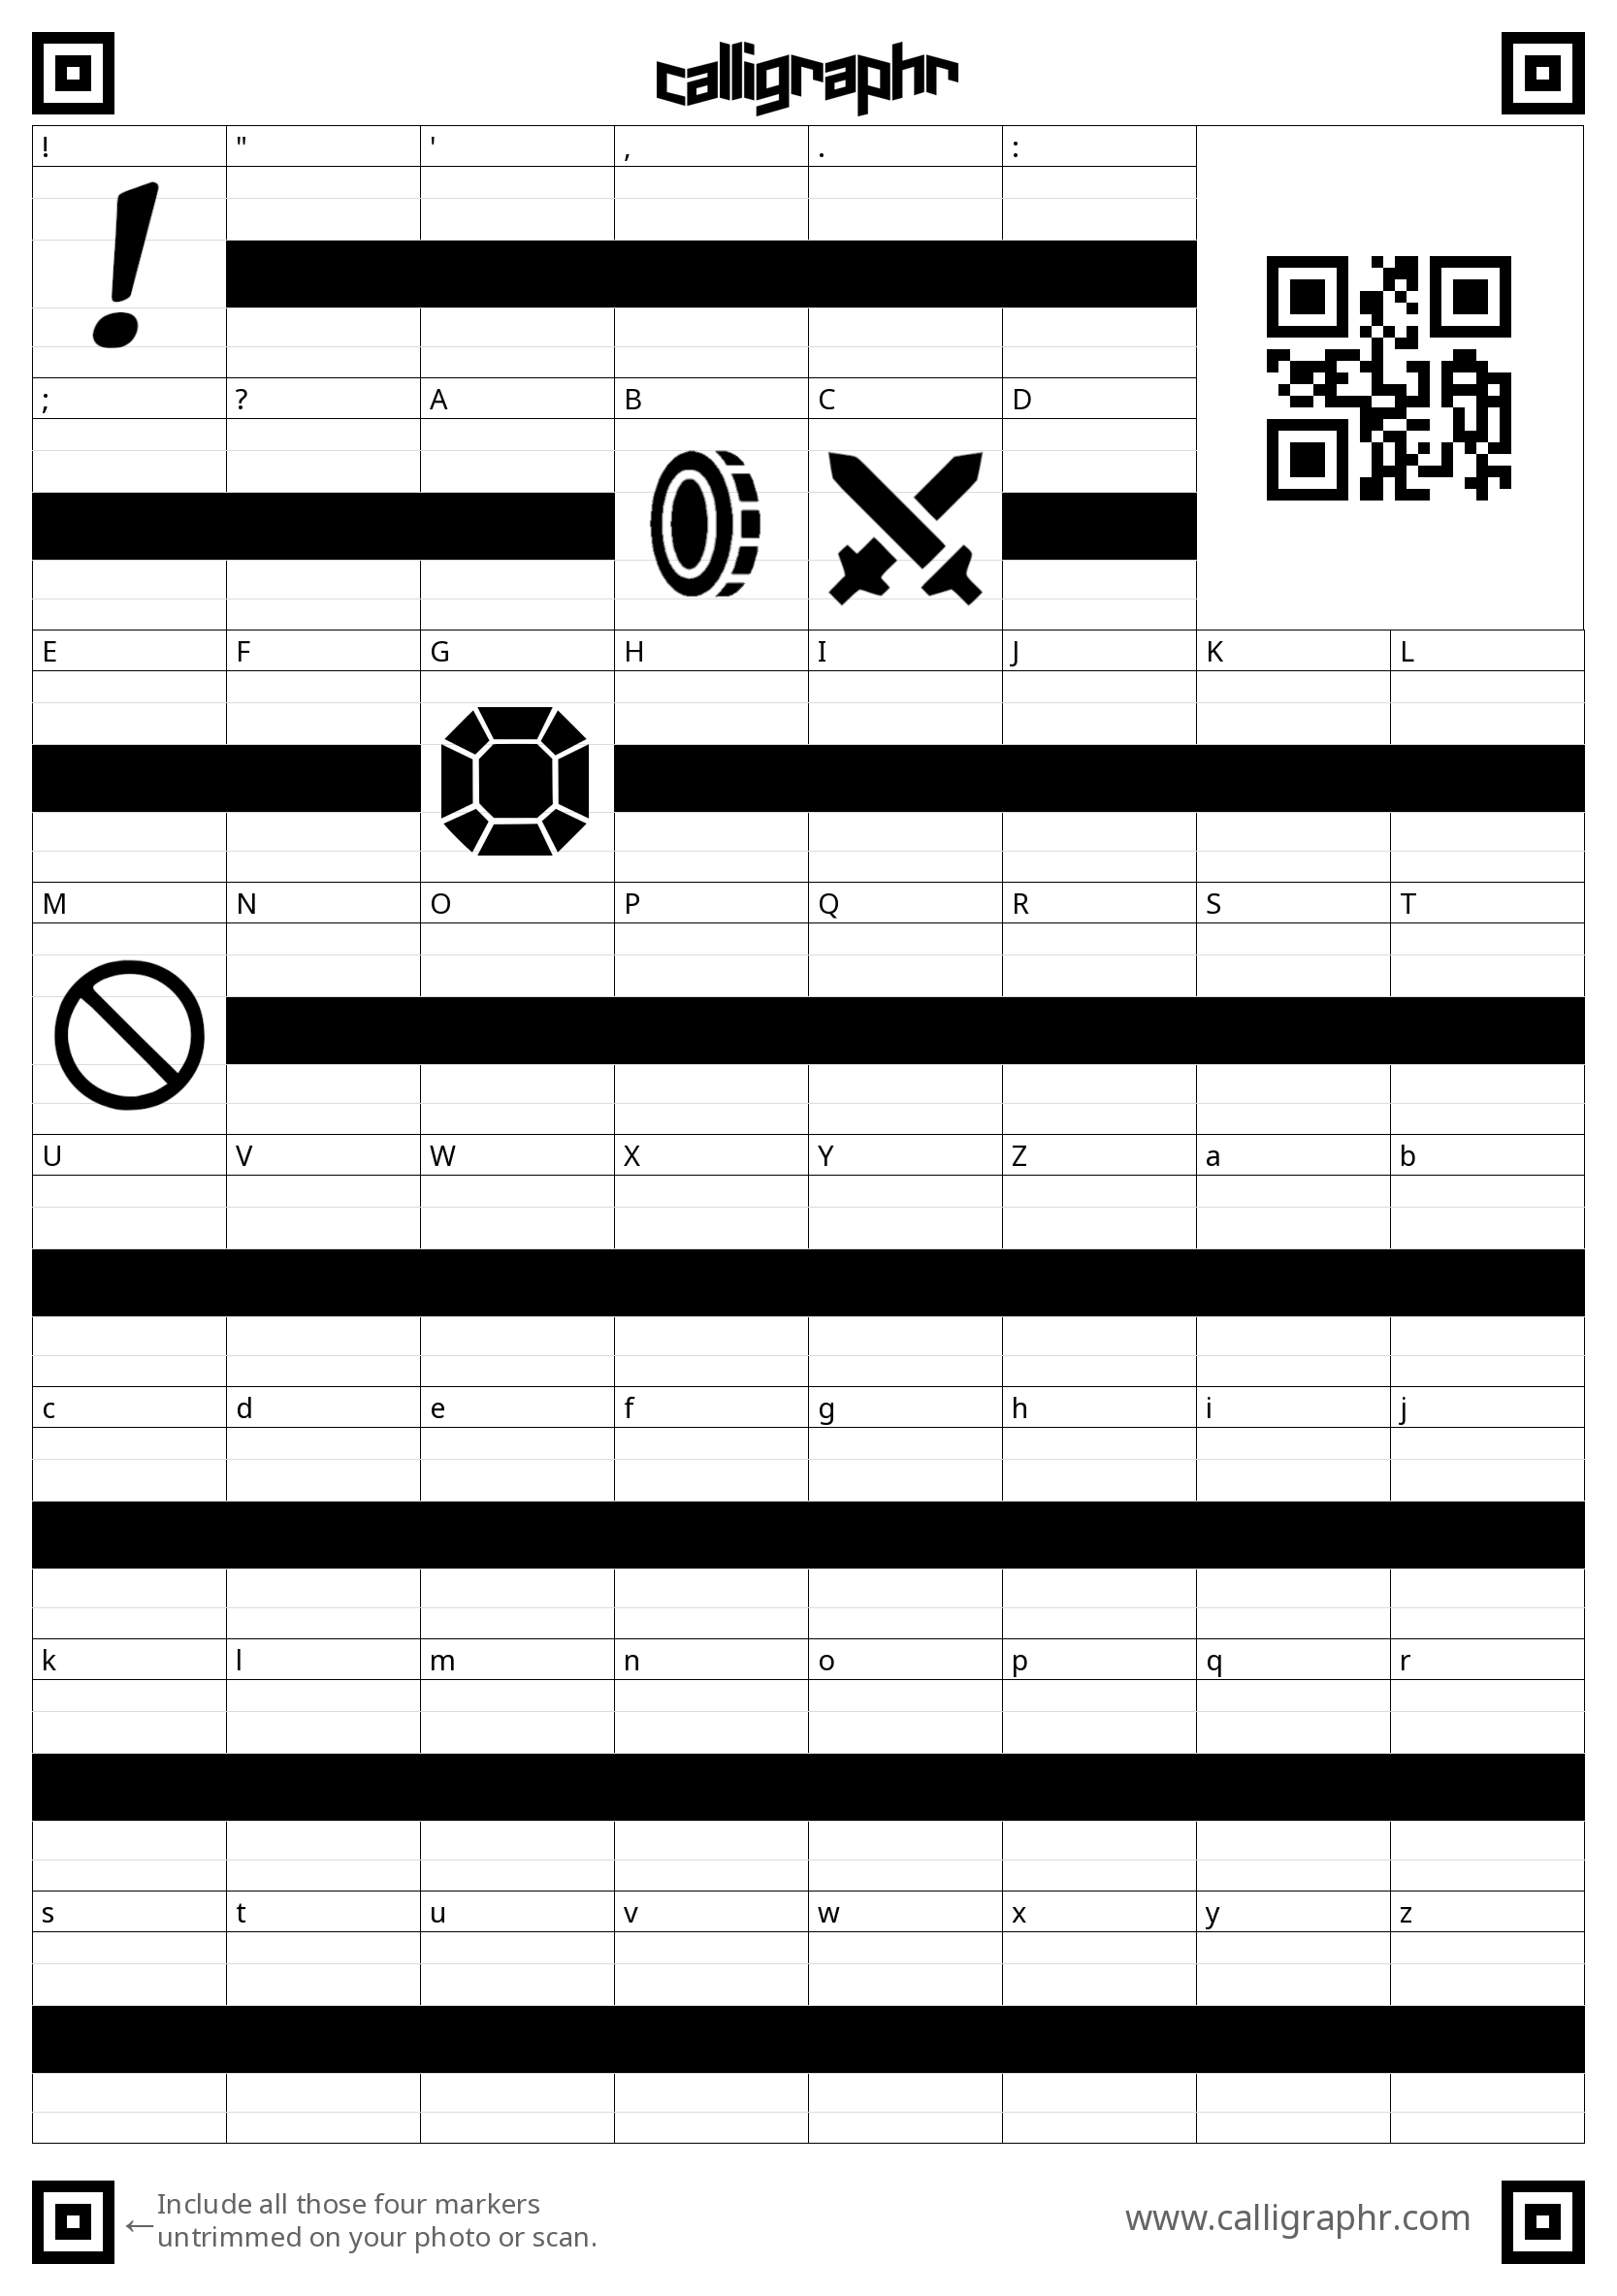 calligraphr
! " ' , . :
; ? A B C D
E F G H I J K L
M N O P Q R S T
U V W X Y Z a b
c d e f g h i j
k l m n o p q r
s t u v w x y z
←Include all those four markers
untrimmed on your photo or scan.
www.calligraphr.com